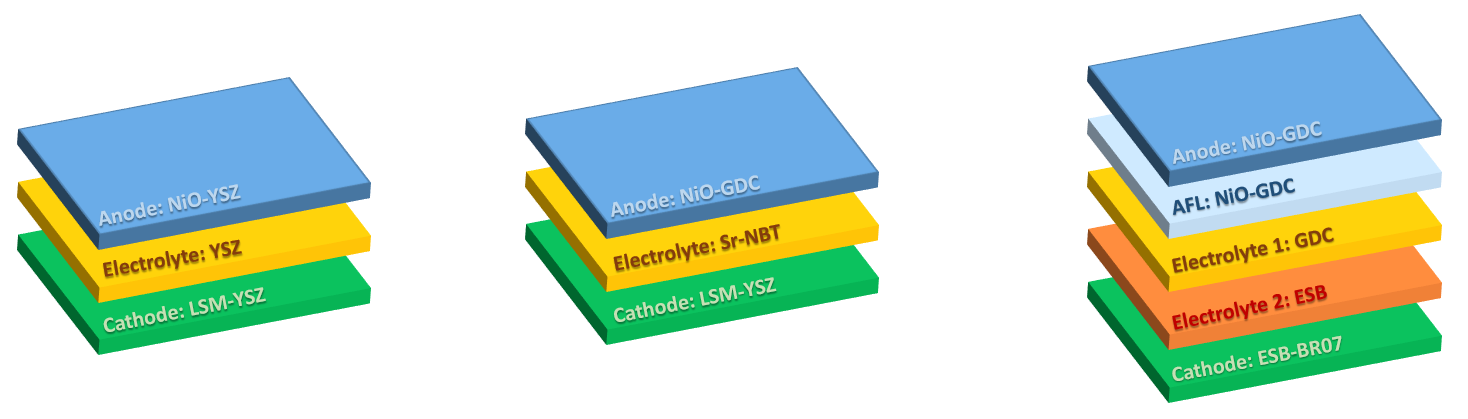 Anode: NiO-YSZ
Electrolyte: YSZ
Cathode: LSM-YSZ
Anode: NiO-GDC
Electrolyte: Sr-NBT
Cathode: LSM-YSZ
Anode: NiO-GDC
AFL: NiO-GDC
Electrolyte 1: GDC
Electrolyte 2: ESB
Cathode: ESB-BR07